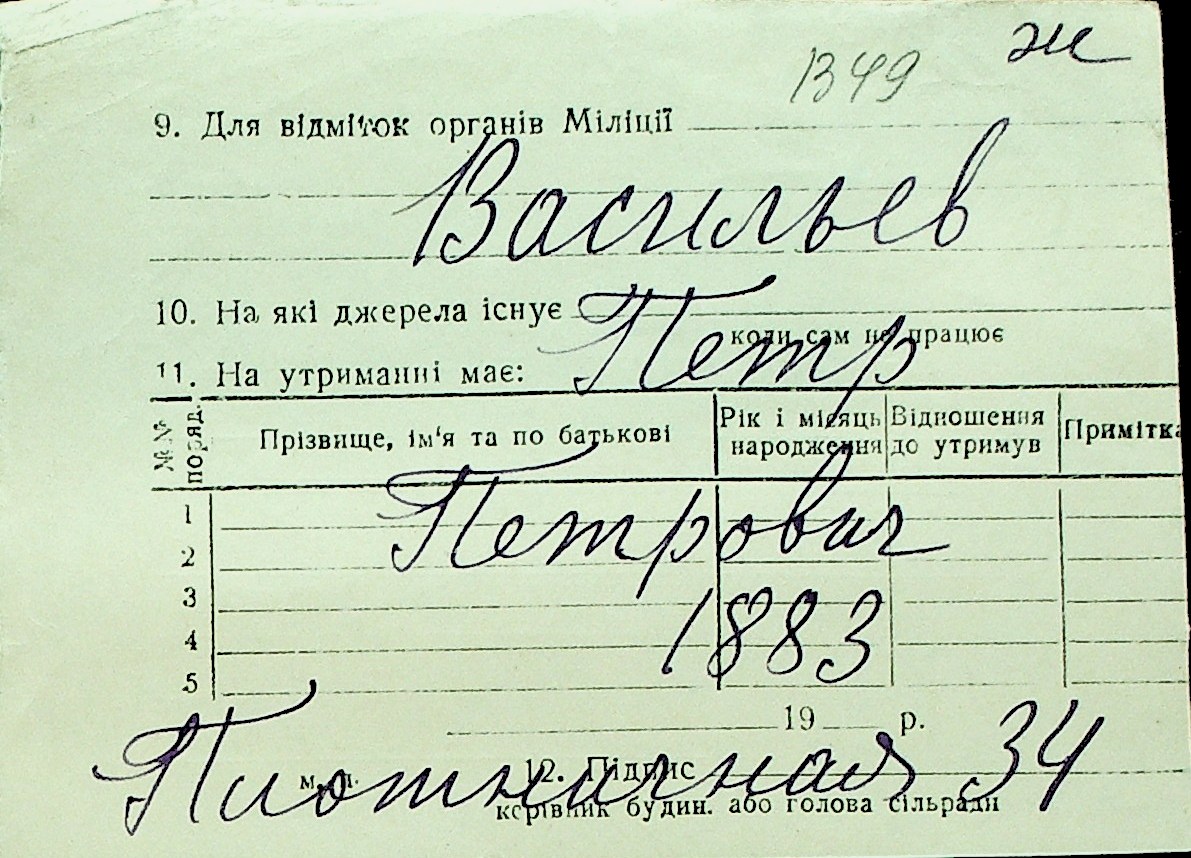 ж
1349
9. Для відміток органів Міліції
Васильев
10. На які джерела існує
коли сам не працює
Петр
11. На утриманні має:
№№ поряд. Прізвище, ім'я та по батькові Рік і місяць народження Відношення до утримув Примітка
Петрович
1
2
3
1883
4
5
19 р.
Плотничная 34
м. п. 12. Підпис
керівник будин. або голова сільради